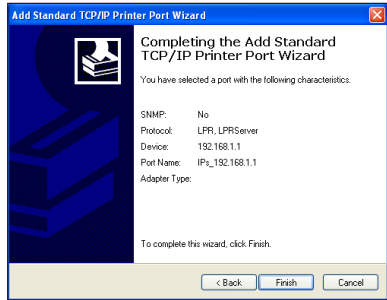 Add Standard TCP/IP Printer Port Wizard
Completing the Add Standard
TCP/IP Printer Port Wizard
You have selected a port with the following characteristics.
SNMP: No
Protocol: LPR, LPRServer
Device: 192.168.1.1
Port Name: IPs_192.168.1.1
Adapter Type:
To complete this wizard, click Finish.
< Back Finish Cancel